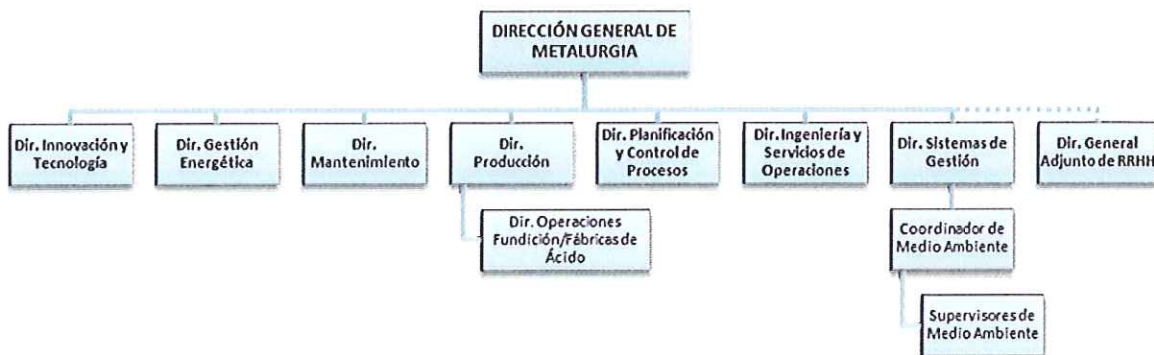 DIRECCIÓN GENERAL DE
METALURGIA
Dir. Innovación y
Tecnología
Dir. Gestión
Energética
Dir.
Mantenimiento
Dir.
Producción
Dir. Planificación
y Control de
Procesos
Dir. Ingeniería y
Servicios de
Operaciones
Dir. Sistemas de
Gestión
Dir. General
Adjunto de RRHH
Dir. Operaciones
Fundición/Fábricas de
Ácido
Coordinador de
Medio Ambiente
Supervisores de
Medio Ambiente